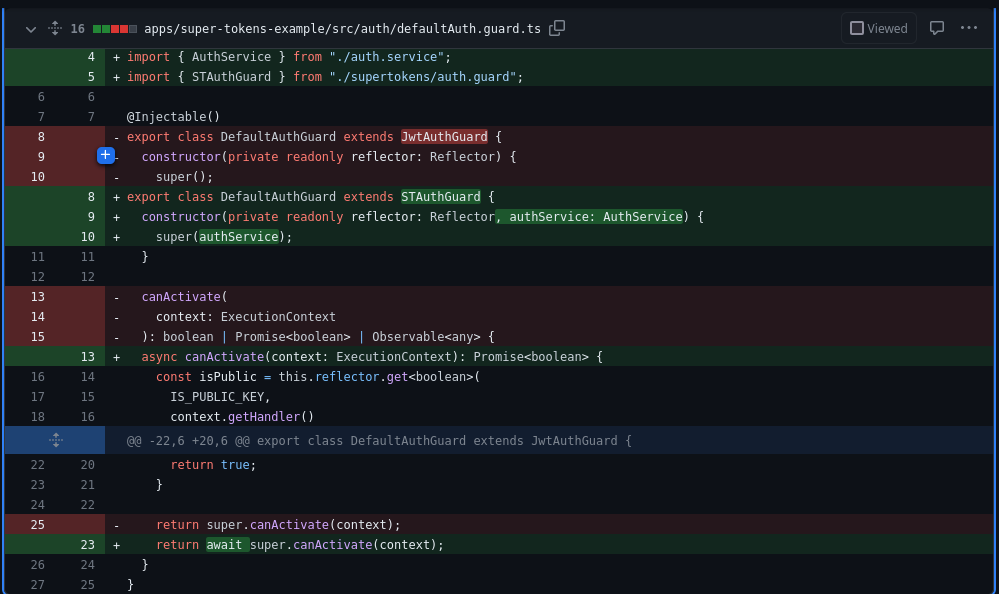 16 apps/super-tokens-example/src/auth/defaultAuth.guard.ts Viewed
4 + import { AuthService } from "./auth.service";
5 + import { STAuthGuard } from "./supertokens/auth.guard";
6 6
7 7 @Injectable()
8 - export class DefaultAuthGuard extends JwtAuthGuard {
9 - constructor(private readonly reflector: Reflector) {
10 - super();
8 + export class DefaultAuthGuard extends STAuthGuard {
9 + constructor(private readonly reflector: Reflector, authService: AuthService) {
10 + super(authService);
11 11 }
12 12
13 - canActivate(
14 - context: ExecutionContext
15 - ): boolean | Promise<boolean> | Observable<any> {
13 + async canActivate(context: ExecutionContext): Promise<boolean> {
16 14 const isPublic = this.reflector.get<boolean>(
17 15 IS_PUBLIC_KEY,
18 16 context.getHandler()
@@ -22,6 +20,6 @@ export class DefaultAuthGuard extends JwtAuthGuard {
22 20 return true;
23 21 }
24 22
25 - return super.canActivate(context);
23 + return await super.canActivate(context);
26 24 }
27 25 }